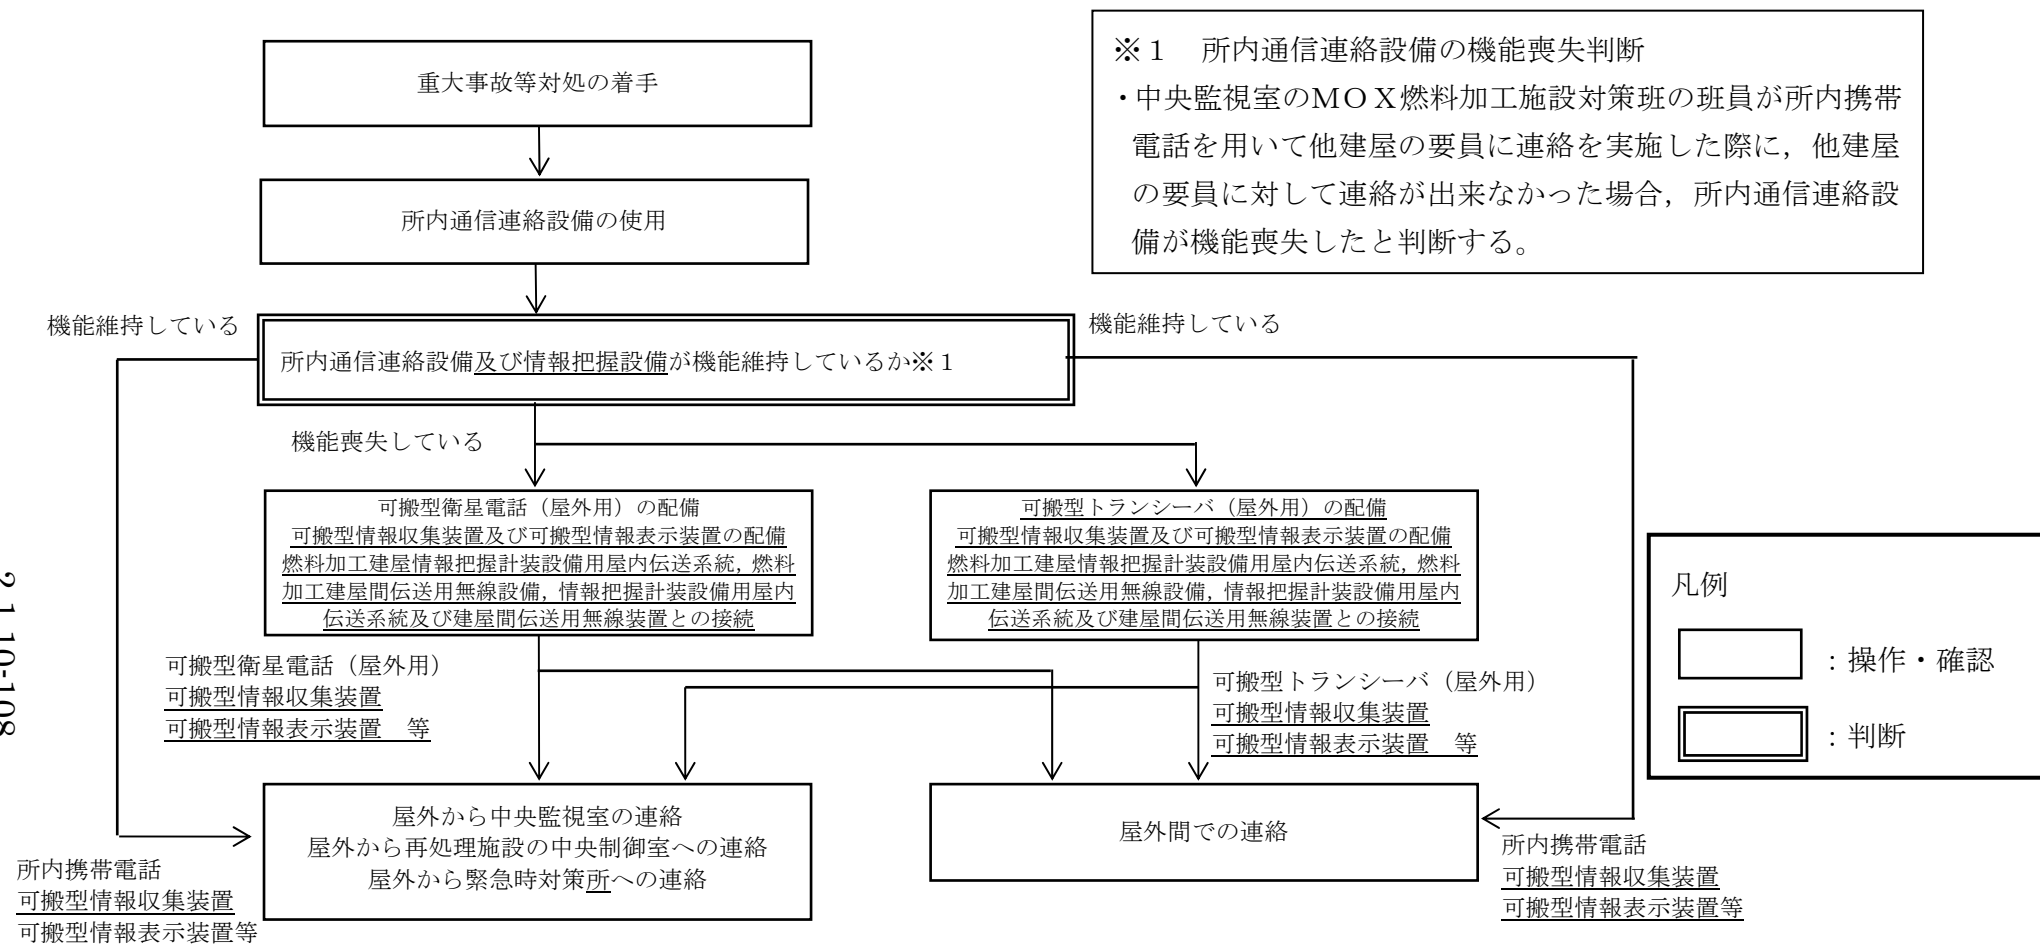 重大事故等対処の着手
所内通信連絡設備の使用
※１　所内通信連絡設備の機能喪失判断
・中央監視室のＭＯＸ燃料加工施設対策班の班員が所内携帯
電話を用いて他建屋の要員に連絡を実施した際に，他建屋
の要員に対して連絡が出来なかった場合，所内通信連絡設
備が機能喪失したと判断する。
機能維持している
所内通信連絡設備及び情報把握設備が機能維持しているか※１
機能維持している
機能喪失している
可搬型衛星電話（屋外用）の配備
可搬型情報収集装置及び可搬型情報表示装置の配備
燃料加工建屋情報把握計装設備用屋内伝送系統，燃料
加工建屋間伝送用無線設備，情報把握計装設備用屋内
伝送系統及び建屋間伝送用無線装置との接続
可搬型トランシーバ（屋外用）の配備
可搬型情報収集装置及び可搬型情報表示装置の配備
燃料加工建屋情報把握計装設備用屋内伝送系統，燃料
加工建屋間伝送用無線設備，情報把握計装設備用屋内
伝送系統及び建屋間伝送用無線装置との接続
可搬型衛星電話（屋外用）
可搬型情報収集装置
可搬型情報表示装置　等
可搬型トランシーバ（屋外用）
可搬型情報収集装置
可搬型情報表示装置　等
屋外から中央監視室の連絡
屋外から再処理施設の中央制御室への連絡
屋外から緊急時対策所への連絡
屋外間での連絡
所内携帯電話
可搬型情報収集装置
可搬型情報表示装置等
所内携帯電話
可搬型情報収集装置
可搬型情報表示装置等
凡例
：操作・確認
：判断
2.1.10-108